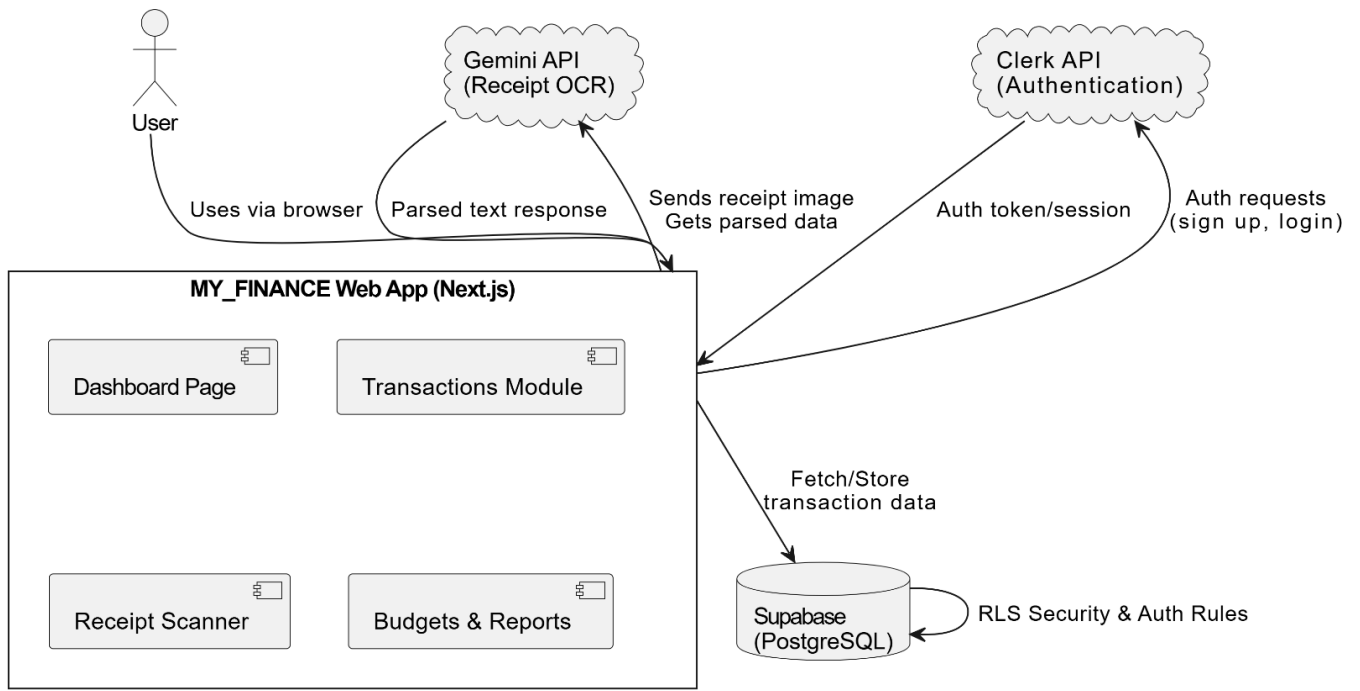 Gemini API
(Receipt OCR)
Clerk API
(Authentication)
User
Uses via browser
Parsed text response
Sends receipt image
Gets parsed data
Auth token/session
Auth requests
(sign up, login)
MY_FINANCE Web App (Next.js)
Dashboard Page
Transactions Module
Fetch/Store
transaction data
Receipt Scanner
Budgets & Reports
Supabase
(PostgreSQL)
RLS Security & Auth Rules